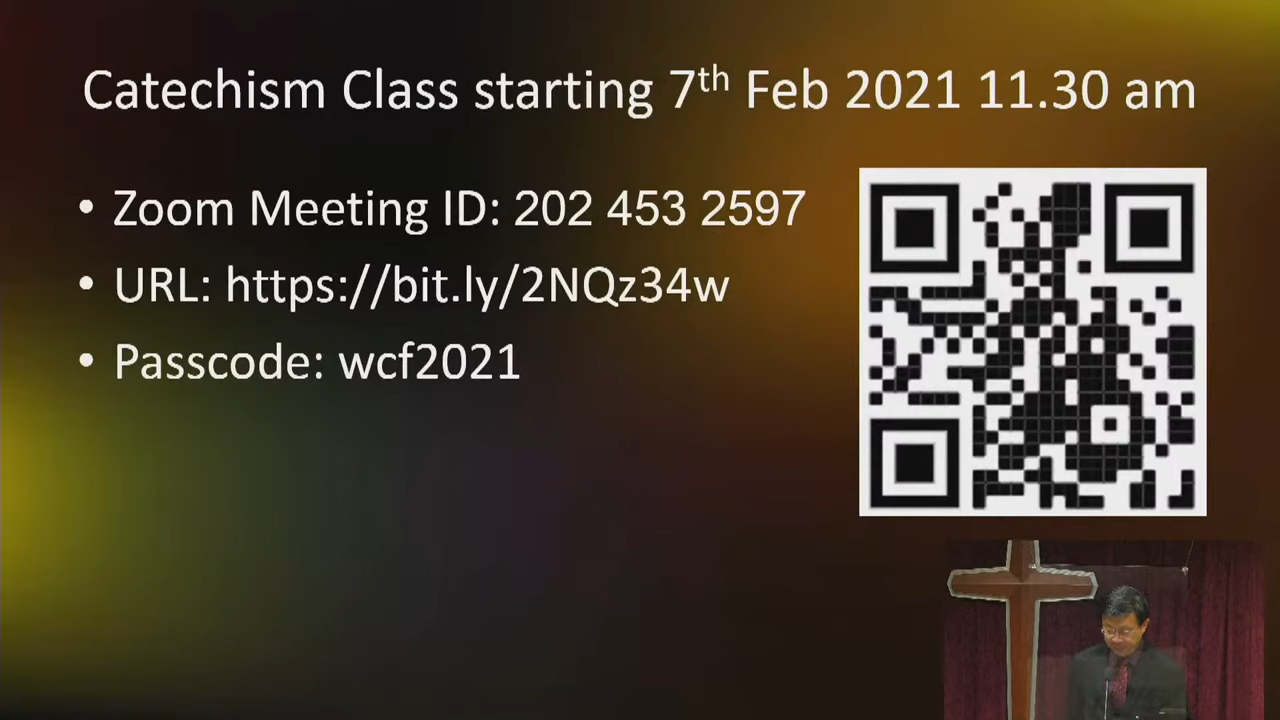 Catechism Class starting 7th Feb 2021 11.30 am
• Zoom Meeting ID: 202 453 2597
• URL: https://bit.ly/2NQz34w
• Passcode: wcf2021